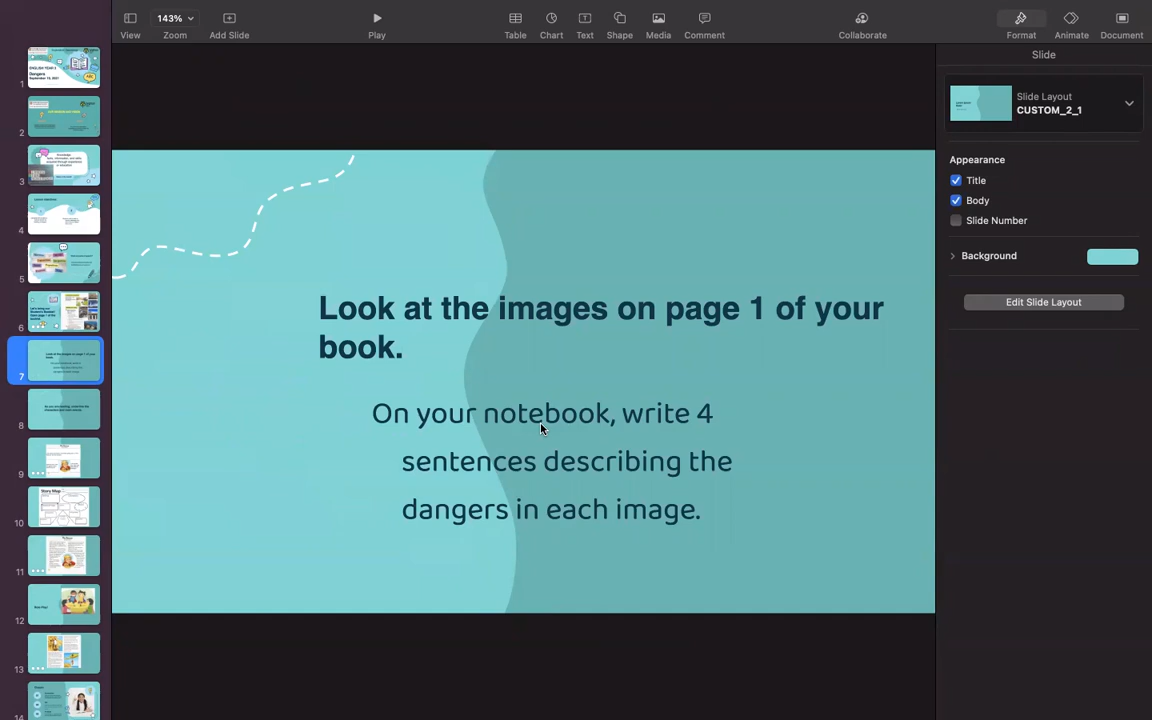 143%
View
Zoom
Add Slide
Play
Table
Chart
Text
Shape
Media
Comment
Collaborate
Format
Animate
Document
Slide
Slide Layout
CUSTOM_2_1
Appearance
Title
Body
Slide Number
Background
Edit Slide Layout
1
2
3
4
5
6
7
8
9
10
11
12
13
14
Look at the images on page 1 of your
book.
On your notebook, write 4
sentences describing the
dangers in each image.